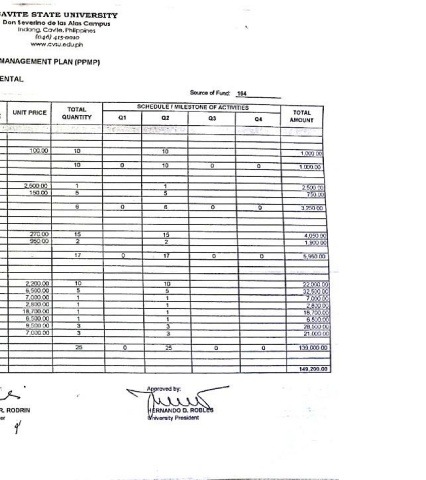 CAVITE STATE UNIVERSITY
Don Severino de las Alas Campus
Indang, Cavite, Philippines
(046) 415-0010
www.cvsu.edu.ph
MANAGEMENT PLAN (PPMP)
ENTAL
Source of Fund: 164
UNIT PRICE TOTAL QUANTITY SCHEDULE / MILESTONE OF ACTIVITIES TOTAL AMOUNT
Q1 Q2 Q3 Q4
100.00 10 10 1,000.00
10 0 10 0 0 1,000.00
2,500.00 1 1 2,500.00
150.00 5 5 750.00
6 0 6 0 0 3,250.00
270.00 15 15 4,050.00
950.00 2 2 1,900.00
17 0 17 0 0 5,950.00
2,200.00 10 10 22,000.00
6,500.00 5 5 32,500.00
7,000.00 1 1 7,000.00
2,800.00 1 1 2,800.00
18,700.00 1 1 18,700.00
6,500.00 1 1 6,500.00
9,500.00 3 3 28,500.00
7,000.00 3 3 21,000.00
25 0 25 0 0 139,000.00
149,200.00
Approved by:
R. RODRIN
HERNANDO D. ROBLES
University President